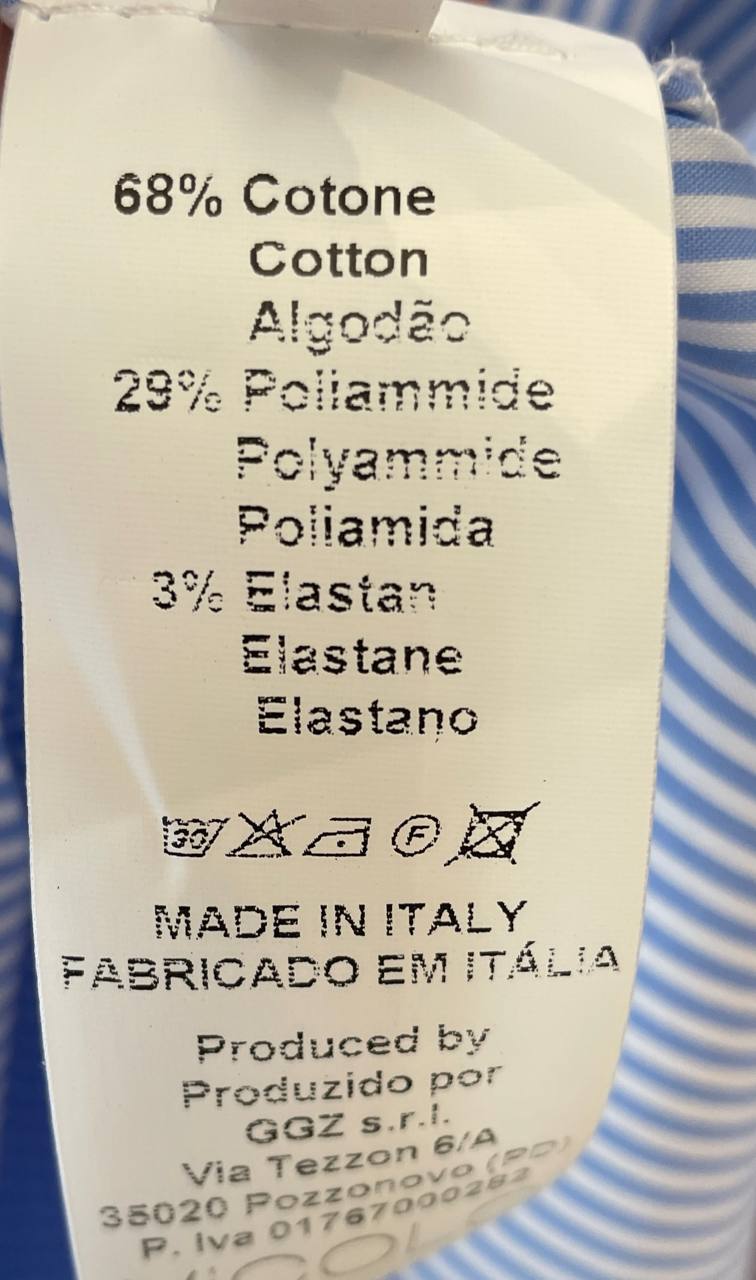 68% Cotone
Cotton
Algodão
29% Poliammide
Polyammide
Poliamida
3% Elastan
Elastane
Elastano
30 F
MADE IN ITALY
FABRICADO EM ITÁLIA
Produced by
Produzido por
GGZ s.r.l.
Via Tezzon 6/A
35020 Pozzonovo (PD)
P. Iva 01767000282